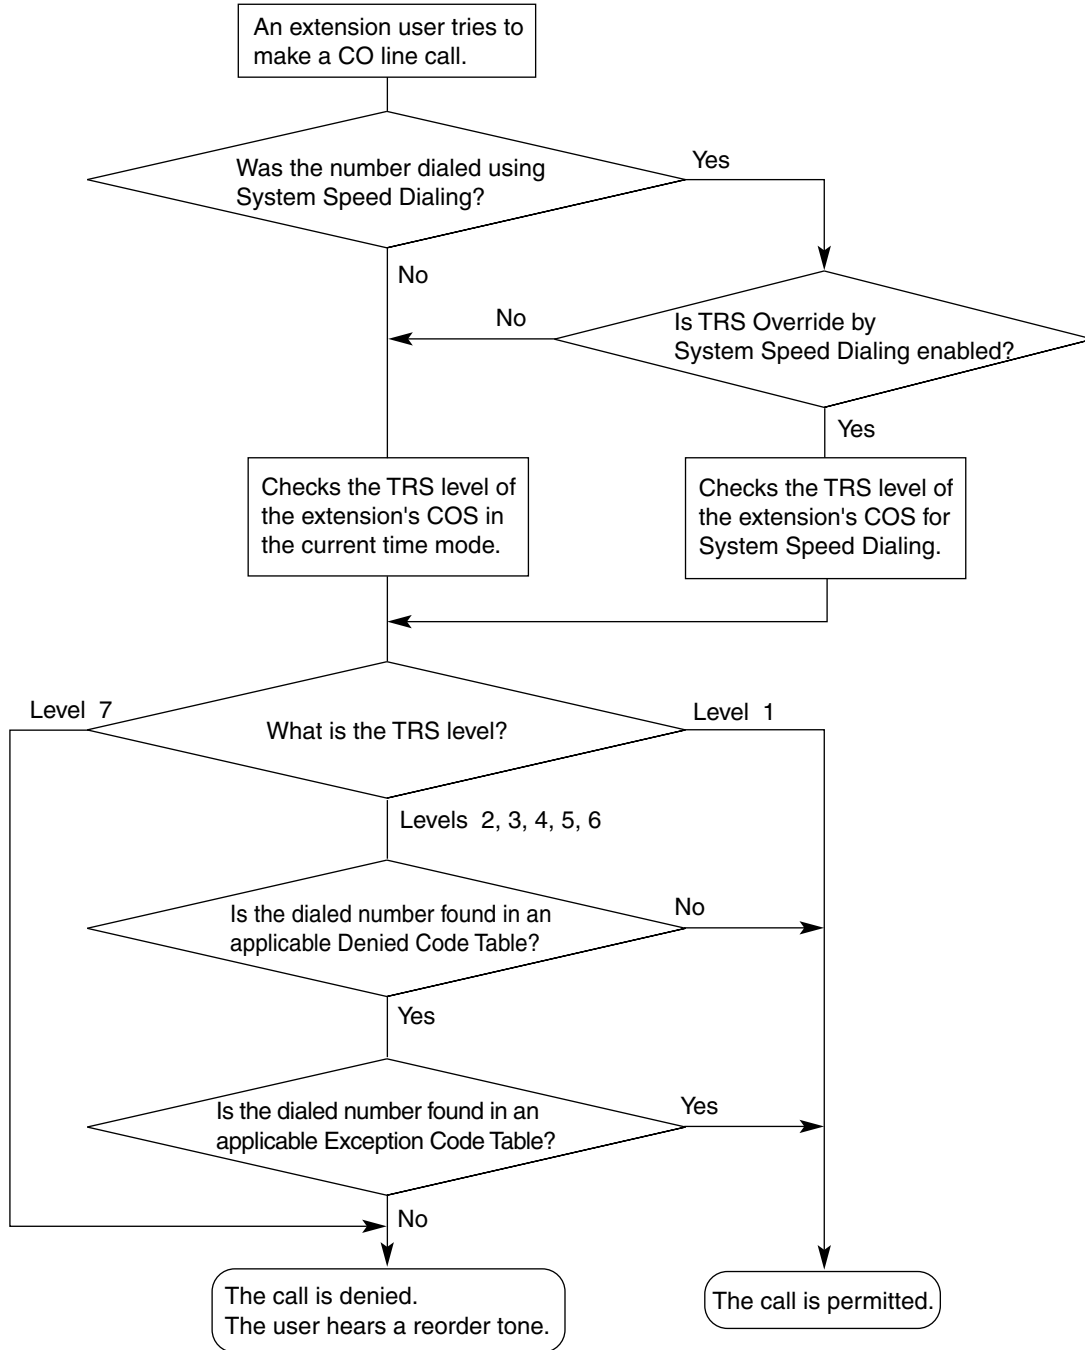 An extension user tries to
make a CO line call.
Was the number dialed using
System Speed Dialing?
Yes
No
No
Is TRS Override by
System Speed Dialing enabled?
Yes
Checks the TRS level of
the extension's COS in
the current time mode.
Checks the TRS level of
the extension's COS for
System Speed Dialing.
Level 7
What is the TRS level?
Level 1
Levels 2, 3, 4, 5, 6
Is the dialed number found in an
applicable Denied Code Table?
No
Yes
Is the dialed number found in an
applicable Exception Code Table?
Yes
No
The call is denied.
The user hears a reorder tone.
The call is permitted.